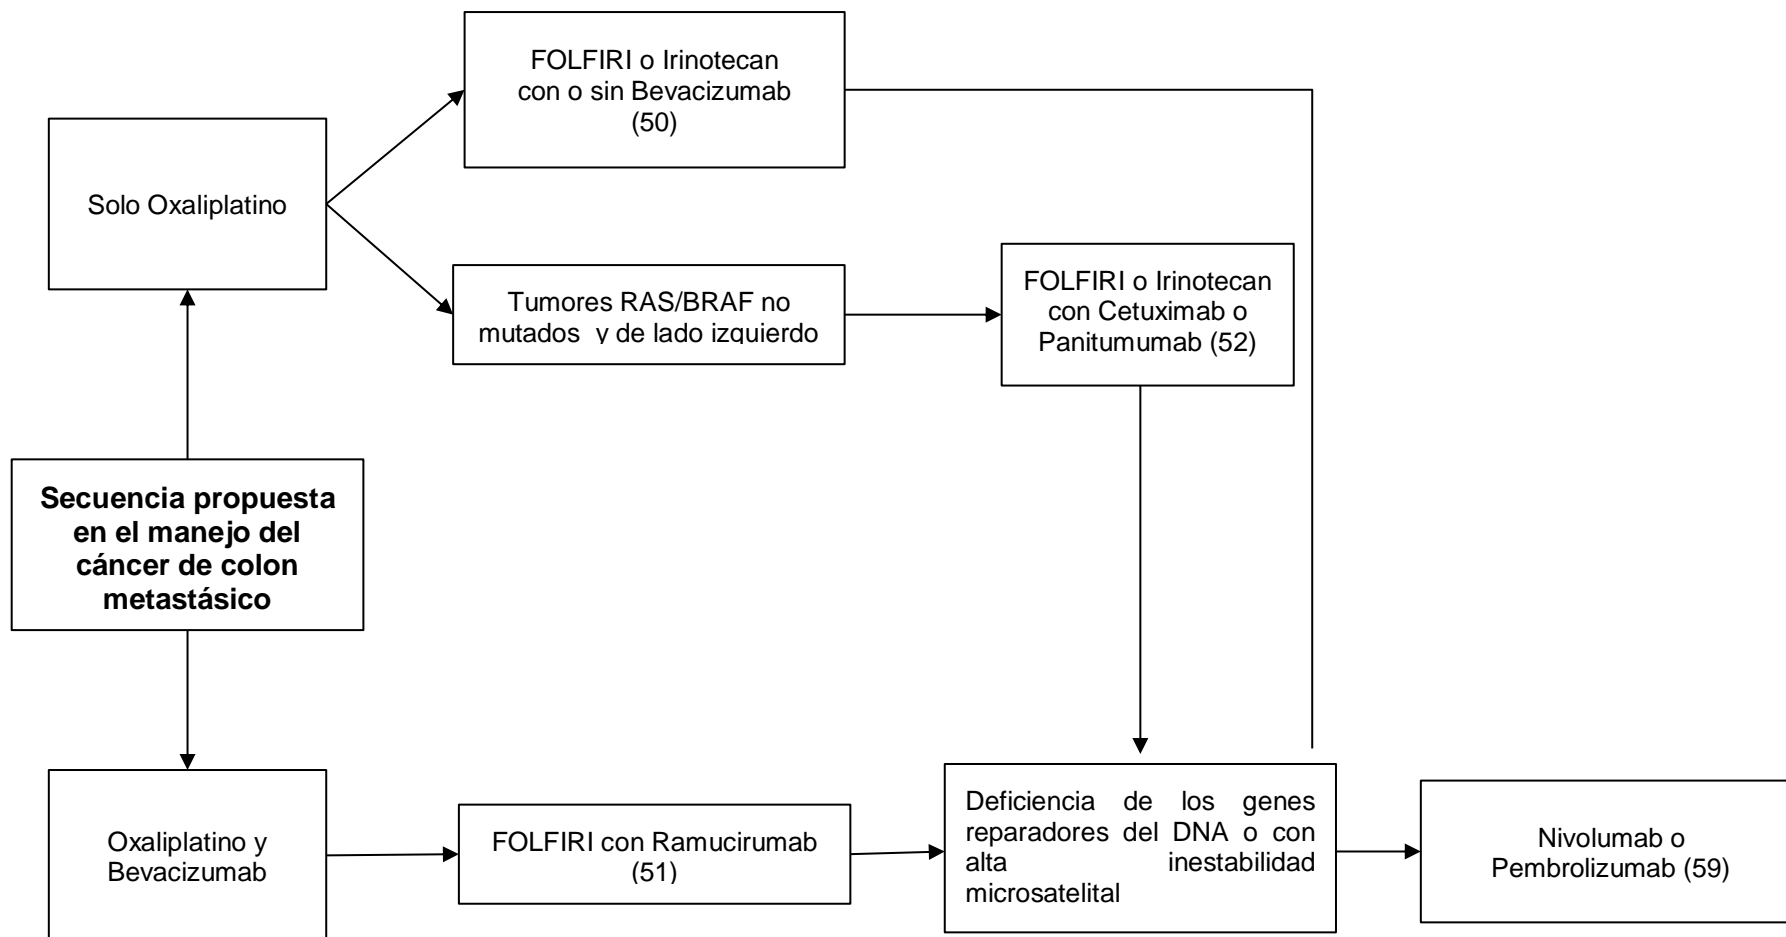 FOLFIRI o Irinotecan
con o sin Bevacizumab
(50)
Solo Oxaliplatino
Tumores RAS/BRAF no
mutados y de lado izquierdo
FOLFIRI o Irinotecan
con Cetuximab o
Panitumumab (52)
Secuencia propuesta
en el manejo del
cáncer de colon
metastásico
Oxaliplatino y
Bevacizumab
FOLFIRI con Ramucirumab
(51)
Deficiencia de los genes
reparadores del DNA o con
alta inestabilidad
microsatelital
Nivolumab o
Pembrolizumab (59)